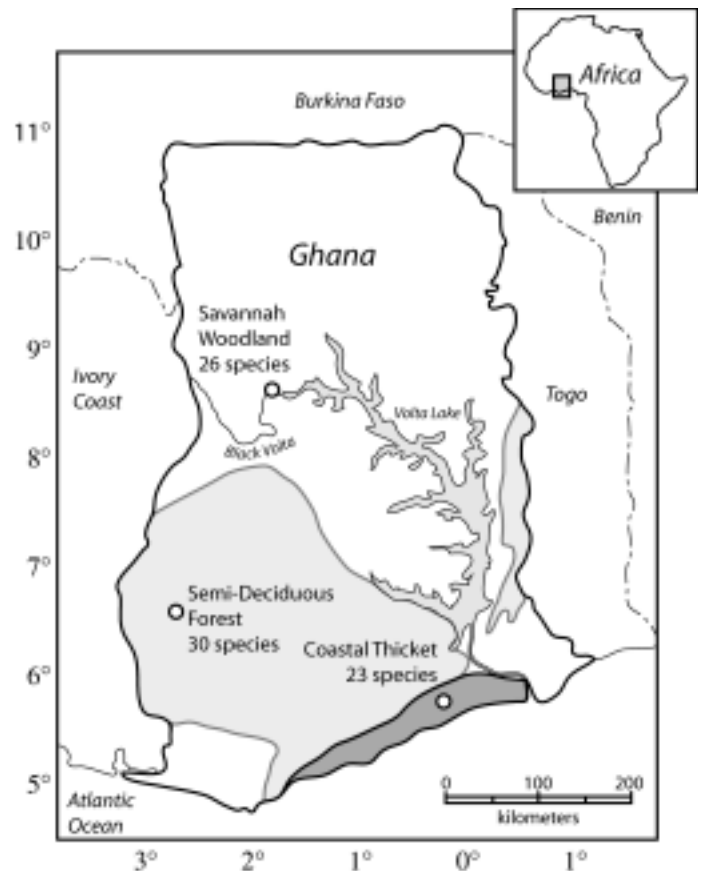 Africa
Burkina Faso
11°
Benin
10°
Ghana
Savannah
Woodland
26 species
9°
Ivory
Coast
Togo
Volta Lake
8°
Black Volta
7°
Semi-Deciduous
Forest
30 species
Coastal Thicket
23 species
6°
5°
0 100 200
kilometers
Atlantic
Ocean
3° 2° 1° 0° 1°